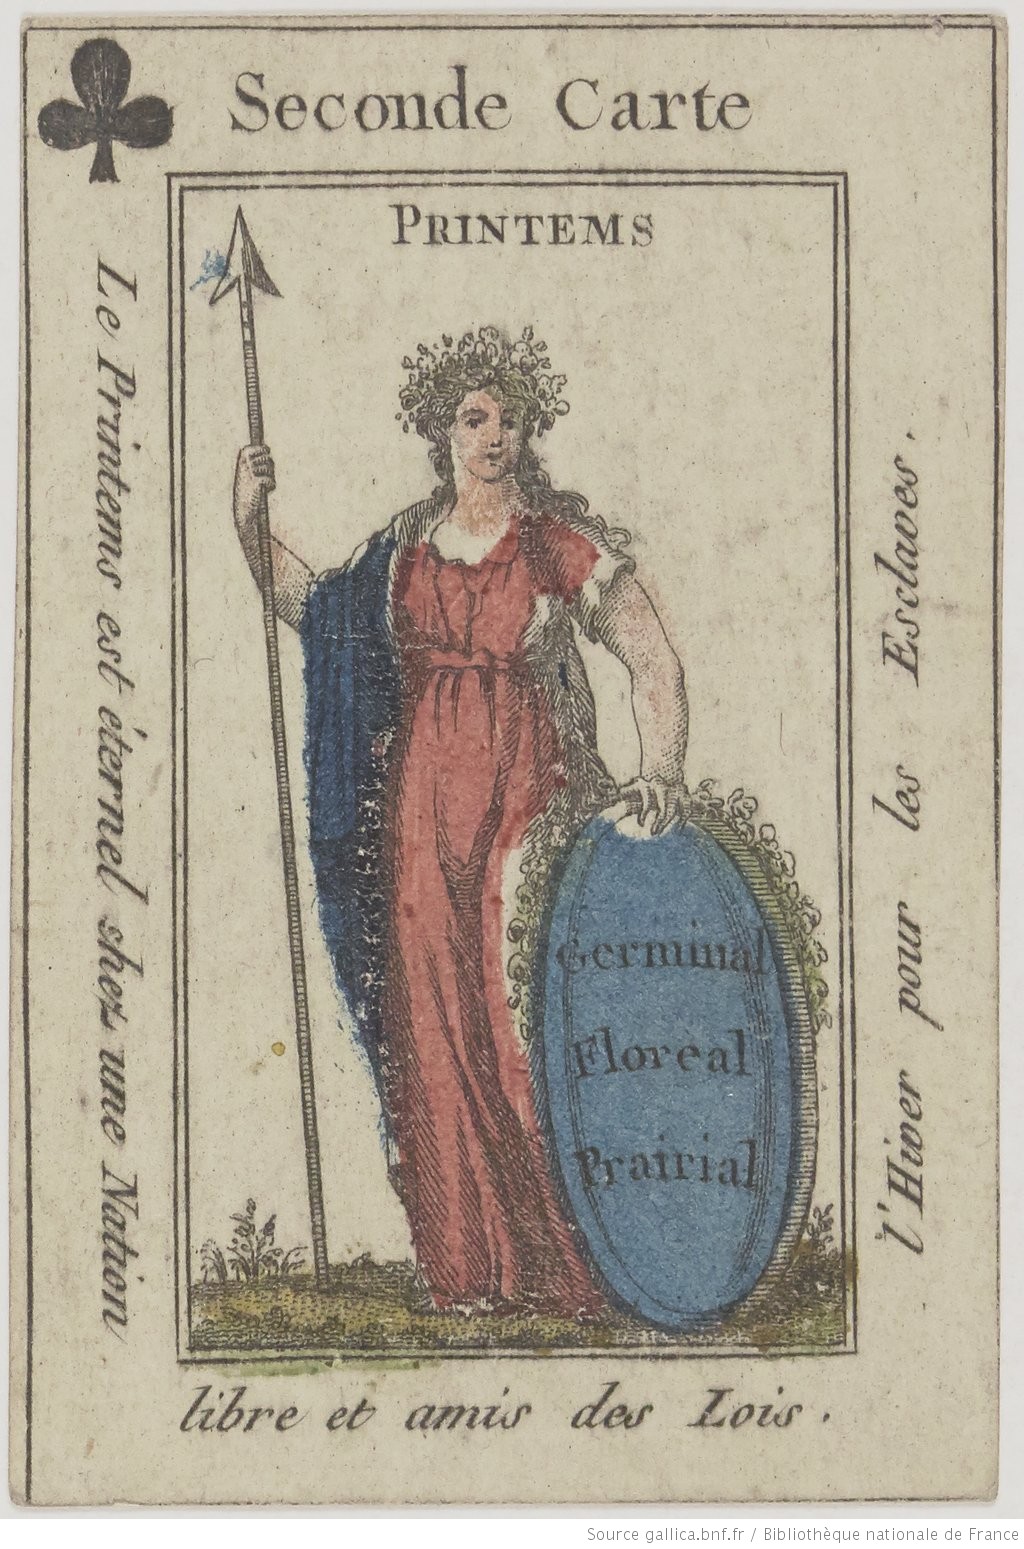 Seconde Carte
PRINTEMS
Le Printems est éternel shez une Nation
libre et amis des Lois.
l'Hiver pour les Esclaves.
Germinal
Floreal
Prairial
Source gallica.bnf.fr / Bibliothèque nationale de France